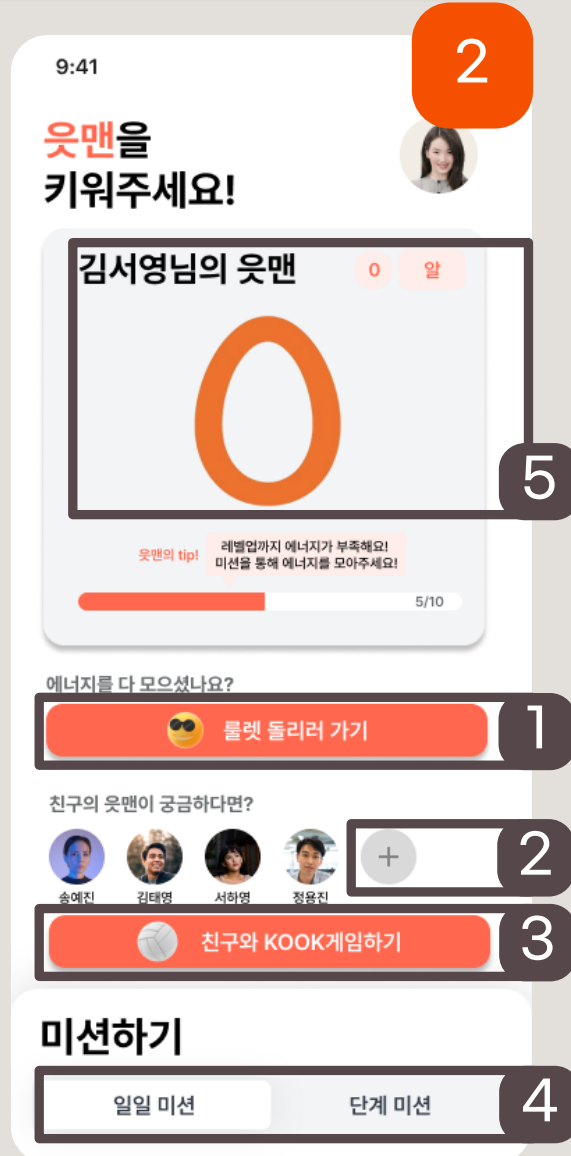 9:41
2
웃맨을
키워주세요!
김서영님의 웃맨
0
알
5
웃맨의 tip!
레벨업까지 에너지가 부족해요!
미션을 통해 에너지를 모아주세요!
5/10
에너지를 다 모으셨나요?
룰렛 돌리러 가기
1
친구의 웃맨이 궁금하다면?
+
2
송예진
김태영
서하영
정용진
친구와 KOOK게임하기
3
미션하기
일일 미션
단계 미션
4